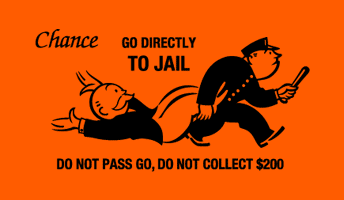 Chance
GO DIRECTLY
TO JAIL
DO NOT PASS GO, DO NOT COLLECT $200